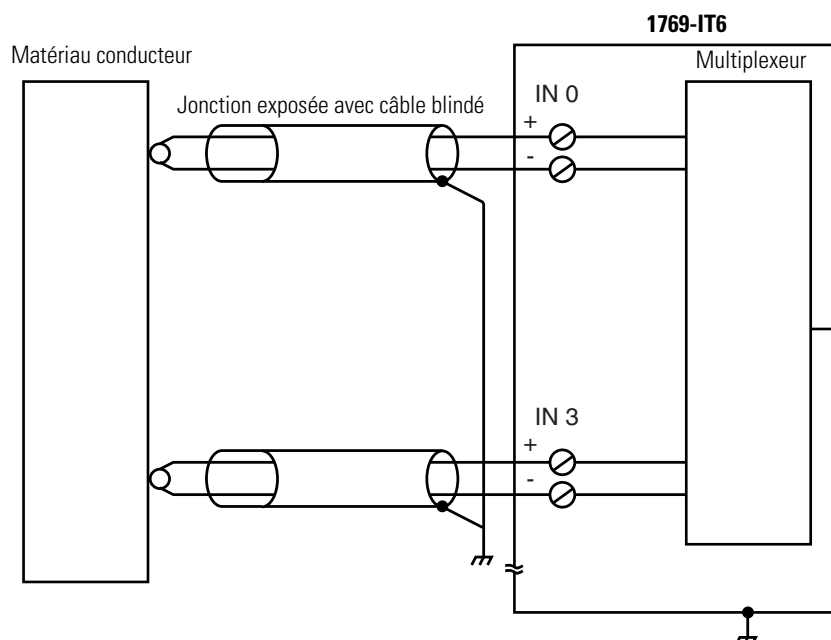 1769-IT6
Matériau conducteur
Multiplexeur
Jonction exposée avec câble blindé
IN 0
+
-
IN 3
+
-